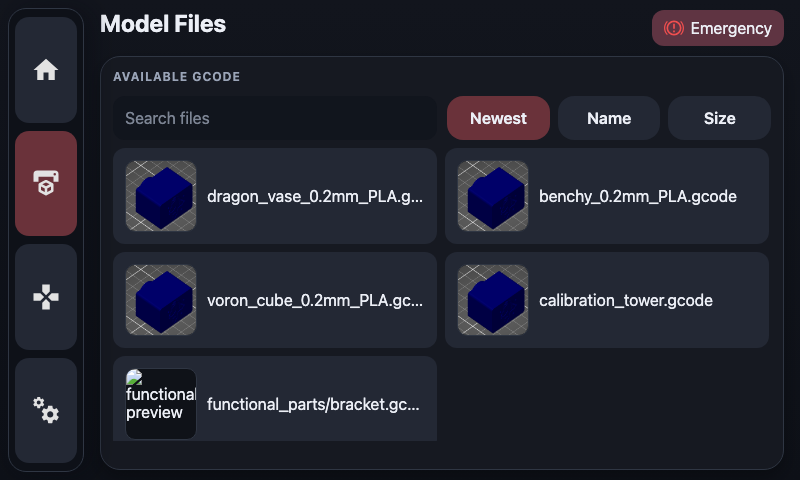 Model Files
Emergency
AVAILABLE GCODE
Search files
Newest
Name
Size
dragon_vase_0.2mm_PLA.g...
benchy_0.2mm_PLA.gcode
voron_cube_0.2mm_PLA.gc...
calibration_tower.gcode
functional
preview
functional_parts/bracket.gc...